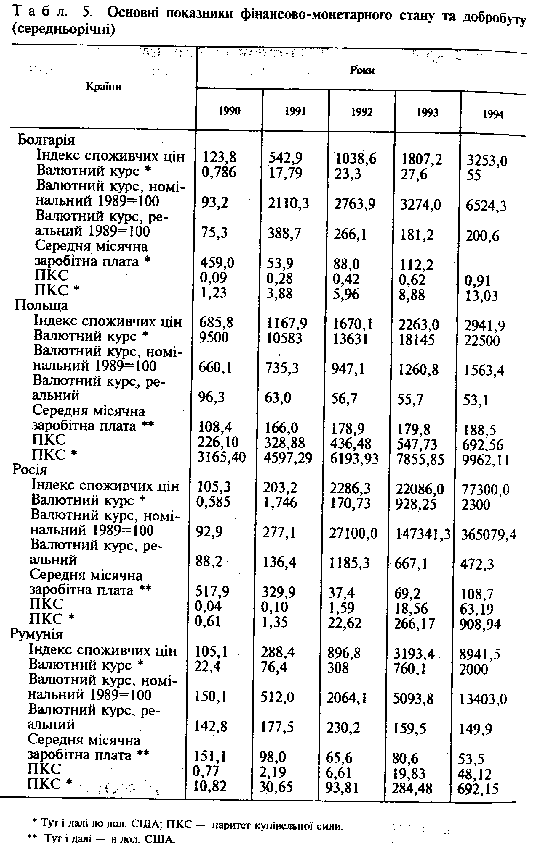 Т а б л. 5. Основні показники фінансово-монетарного стану та добробуту
(середньорічні)
Країни Роки
1990 1991 1992 1993 1994
Болгарія
Індекс споживчих цін 123,8 542,9 1038,6 1807,2 3253,0
Валютний курс * 0,786 17,79 23,3 27,6 55
Валютний курс, номі-
нальний 1989=100 93,2 2110,3 2763,9 3274,0 6524,3
Валютний курс, ре-
альний 1989=100 75,3 388,7 266,1 181,2 200,6
Середня місячна
заробітна плата * 459,0 53,9 88,0 112,2
ПКС 0,09 0,28 0,42 0,62 0,91
ПКС * 1,23 3,88 5,96 8,88 13,03
Польща
Індекс споживчих цін 685,8 1167,9 1670,1 2263,0 2941,9
Валютний курс * 9500 10583 13631 18145 22500
Валютний курс, номі-
нальний 1989=100 660,1 735,3 947,1 1260,8 1563,4
Валютний курс, ре-
альний 96,3 63,0 56,7 55,7 53,1
Середня місячна
заробітна плата ** 108,4 166,0 178,9 179,8 188,5
ПКС 226,10 328,88 436,48 547,73 692,56
ПКС * 3165,40 4597,29 6193,93 7855,85 9962,11
Росія
Індекс споживчих цін 105,3 203,2 2286,3 22086,0 77300,0
Валютний курс * 0,585 1,746 170,73 928,25 2300
Валютний курс, номі-
нальний 1989=100 92,9 277,1 27100,0 147341,3 365079,4
Валютний курс, ре-
альний 88,2 136,4 1185,3 667,1 472,3
Середня місячна
заробітна плата ** 517,9 329,9 37,4 69,2 108,7
ПКС 0,04 0,10 1,59 18,56 63,19
ПКС * 0,61 1,35 22,62 266,17 908,94
Румунія
Індекс споживчих цін 105,1 288,4 896,8 3193,4 8941,5
Валютний курс * 22,4 76,4 308 760,1 2000
Валютний курс, номі-
нальний 1989=100 150,1 512,0 2064,1 5093,8 13403,0
Валютний курс, ре-
альний 142,8 177,5 230,2 159,5 149,9
Середня місячна
заробітна плата ** 151,1 98,0 65,6 80,6 53,5
ПКС 0,77 2,19 6,61 19,83 48,12
ПКС * 10,82 30,65 93,81 284,48 692,15
* Тут і далі до дол. США; ПКС — паритет купівельної сили.
** Тут і далі — в дол. США.